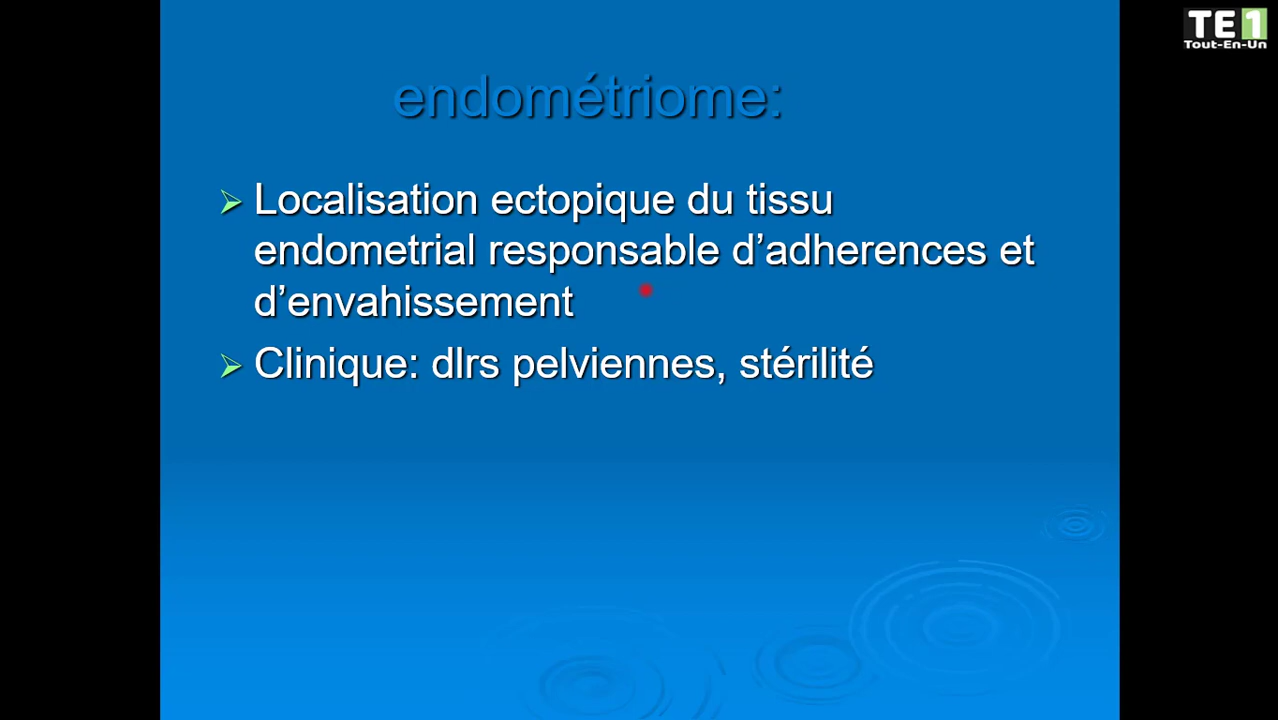 TE1
Tout-En-Un
endométriome:
Localisation ectopique du tissu
endometrial responsable d’adherences et
d’envahissement
Clinique: dlrs pelviennes, stérilité